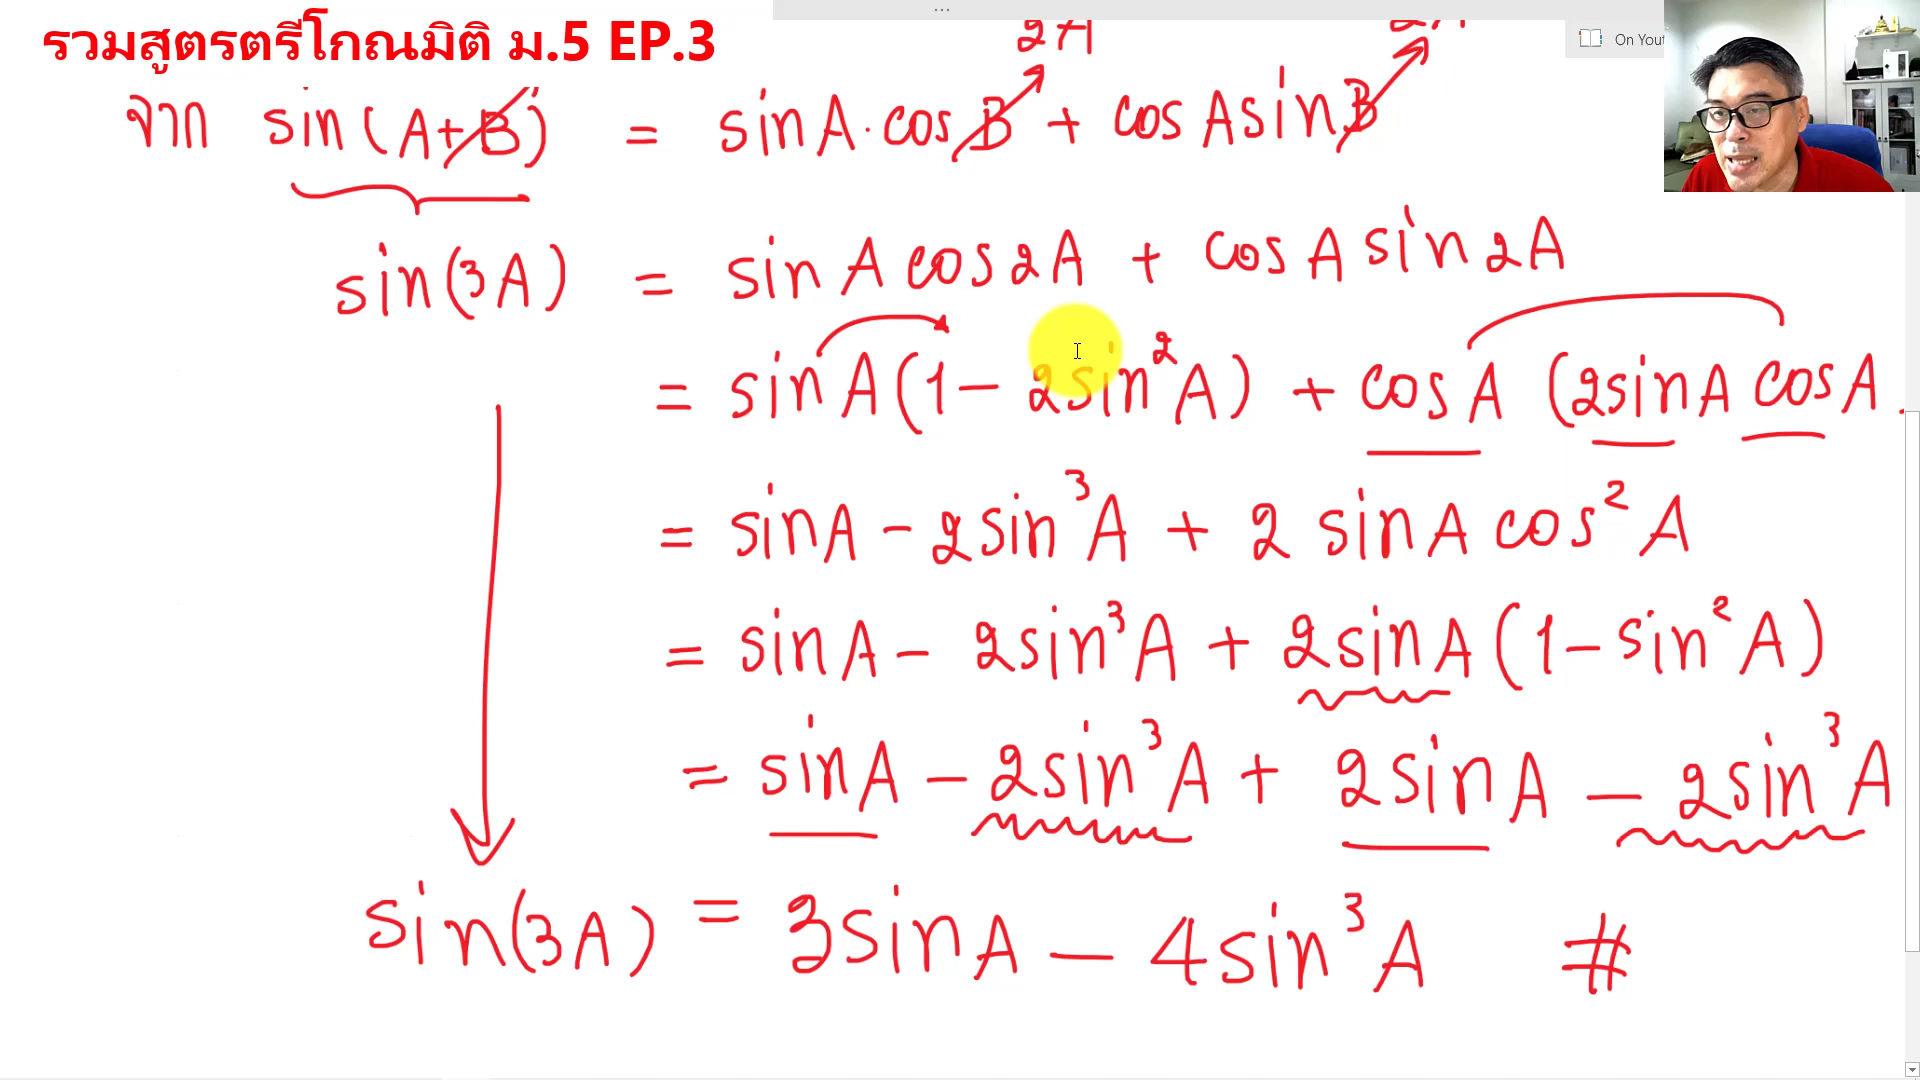 รวมสูตรตรีโกณมิติ ม.5 EP.3
...
On Yout
2A 2A
จาก sin(A+B) = sinA·cosB + cosAsinB
sin(3A) = sinAcos2A + cosAsin2A
= sinA(1-2sin²A) + cosA(2sinAcosA
= sinA - 2sin³A + 2sinAcos²A
= sinA - 2sin³A + 2sinA(1-sin²A)
= sinA - 2sin³A + 2sinA - 2sin³A
sin(3A) = 3sinA - 4sin³A #